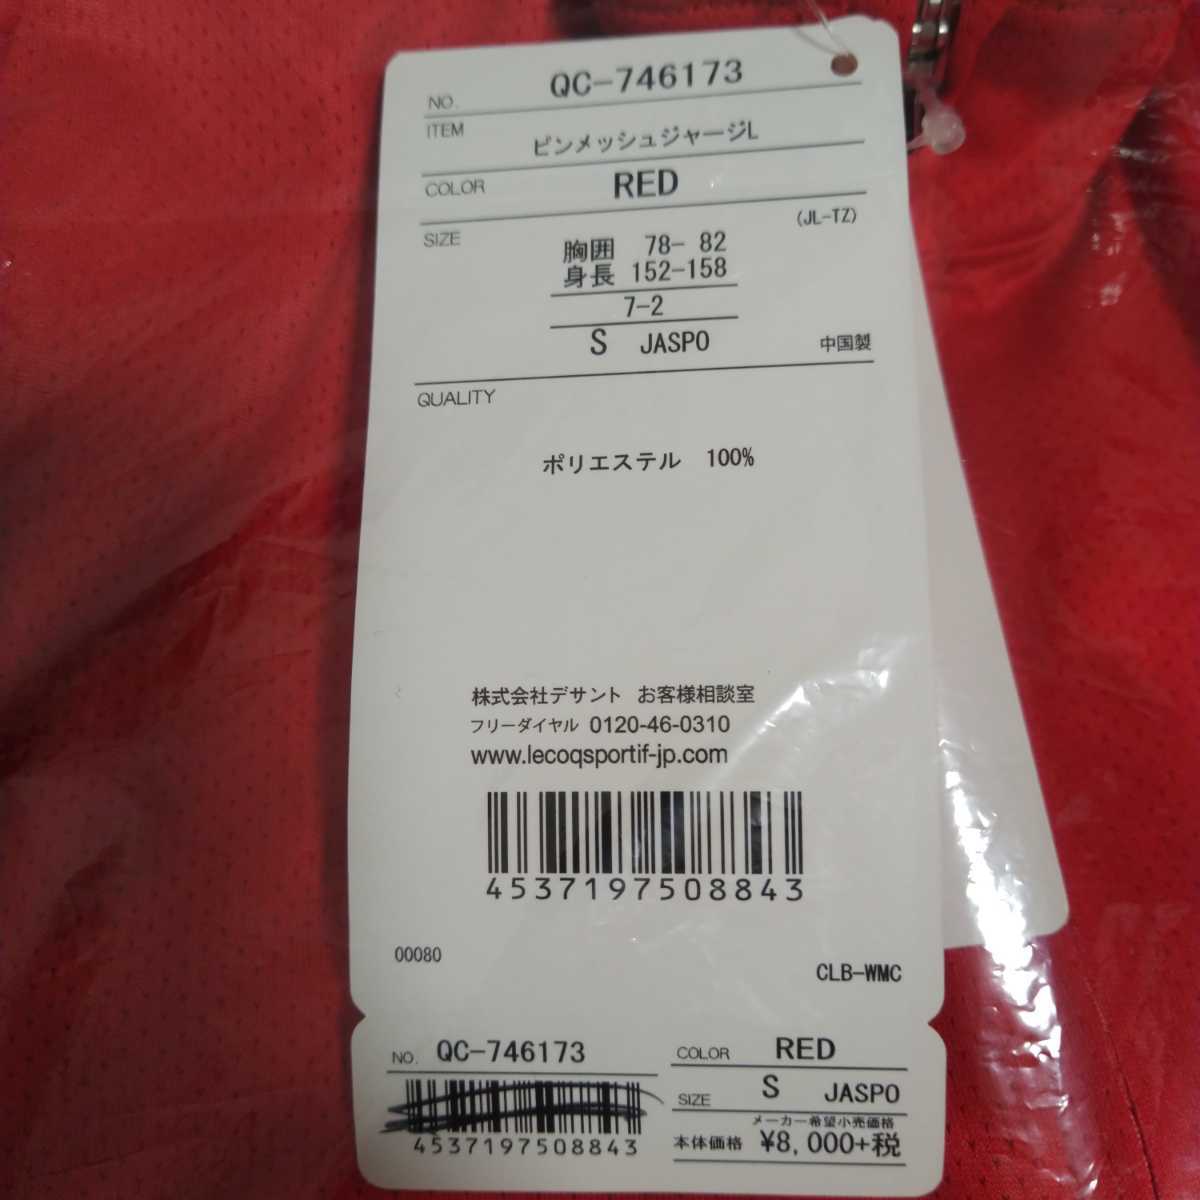 NO. QC-746173
ITEM
ピンメッシュジャージL
COLOR RED
(JL-TZ)
SIZE
胸囲 78- 82
身長 152-158
7-2
S JASPO 中国製
QUALITY
ポリエステル 100%
株式会社デサント お客様相談室
フリーダイヤル 0120-46-0310
www.lecoqsportif-jp.com
4537197508843
00080
CLB-WMC
NO. QC-746173
4537197508843
COLOR RED
SIZE S JASPO
メーカー希望小売価格
本体価格 ¥8,000+税